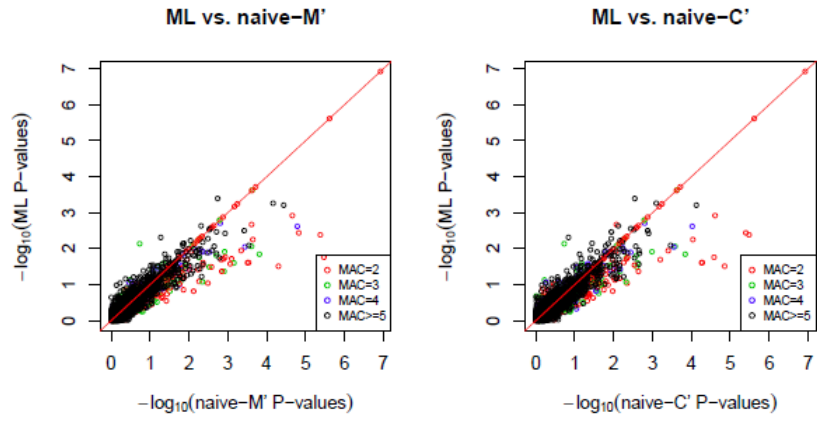 ML vs. naive−M’
−log10(ML P−values)
7
6
5
4
3
2
1
0
MAC=2
MAC=3
MAC=4
MAC>=5
0 1 2 3 4 5 6 7
−log10(naive−M’ P−values)
ML vs. naive−C’
−log10(ML P−values)
7
6
5
4
3
2
1
0
MAC=2
MAC=3
MAC=4
MAC>=5
0 1 2 3 4 5 6 7
−log10(naive−C’ P−values)